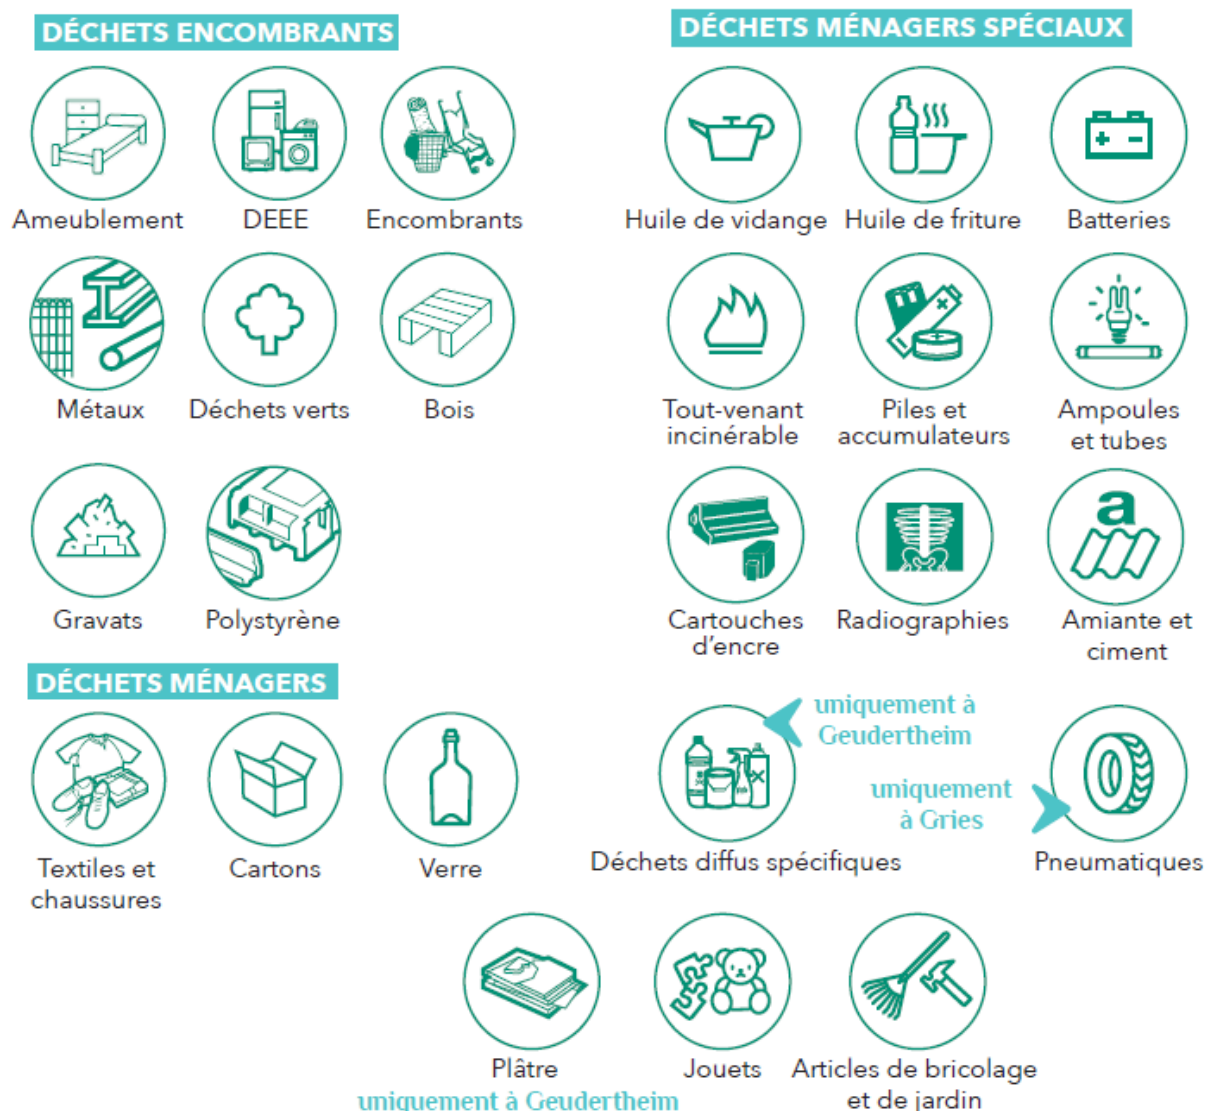 DÉCHETS ENCOMBRANTS
Ameublement
DEEE
Encombrants
Métaux
Déchets verts
Bois
Gravats
Polystyrène
DÉCHETS MÉNAGERS
Textiles et
chaussures
Cartons
Verre
DÉCHETS MÉNAGERS SPÉCIAUX
Huile de vidange
Huile de friture
Batteries
Tout-venant
incinérable
Piles et
accumulateurs
Ampoules
et tubes
Cartouches
d'encre
Radiographies
a
Amiante et
ciment
uniquement à
Geudertheim
Déchets diffus spécifiques
uniquement
à Gries
Pneumatiques
Plâtre
uniquement à Geudertheim
Jouets
Articles de bricolage
et de jardin